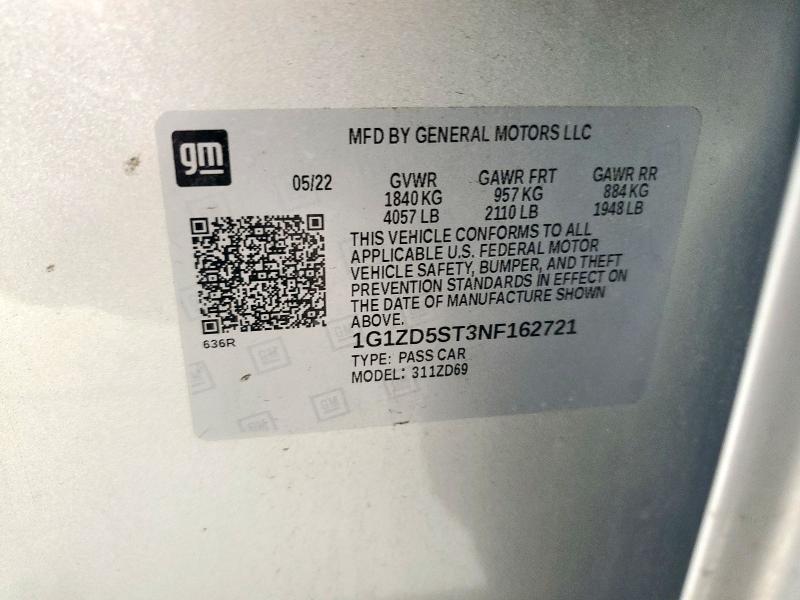 gm
MFD BY GENERAL MOTORS LLC
05/22 GVWR GAWR FRT GAWR RR
1840 KG 957 KG 884 KG
4057 LB 2110 LB 1948 LB
THIS VEHICLE CONFORMS TO ALL
APPLICABLE U.S. FEDERAL MOTOR
VEHICLE SAFETY, BUMPER, AND THEFT
PREVENTION STANDARDS IN EFFECT ON
THE DATE OF MANUFACTURE SHOWN
ABOVE.
636R
1G1ZD5ST3NF162721
TYPE: PASS CAR
MODEL: 311ZD69